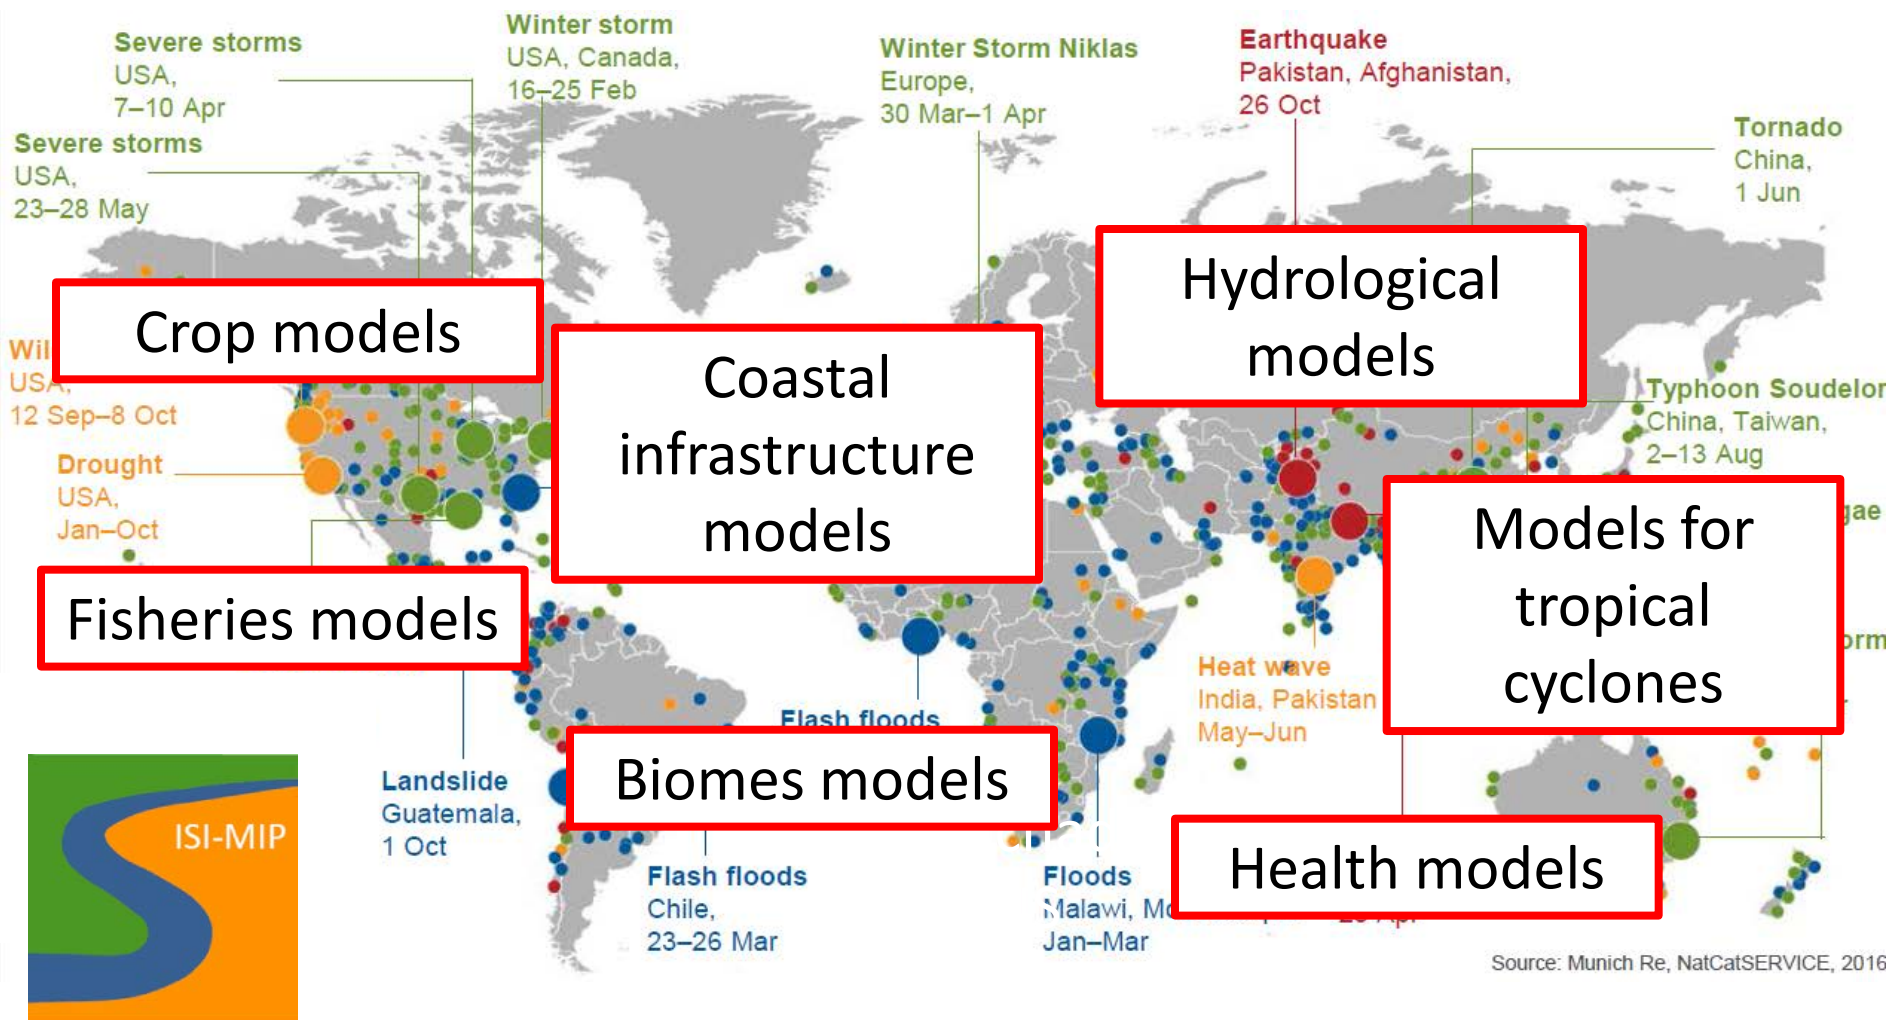 Severe storms
USA,
7–10 Apr
Winter storm
USA, Canada,
16–25 Feb
Winter Storm Niklas
Europe,
30 Mar–1 Apr
Earthquake
Pakistan, Afghanistan,
26 Oct
Tornado
China,
1 Jun
Severe storms
USA,
23–28 May
Crop models
Coastal
infrastructure
models
Hydrological
models
USA,
12 Sep–8 Oct
Drought
USA,
Jan–Oct
Typhoon Soudelor
China, Taiwan,
2–13 Aug
Fisheries models
Models for
tropical
cyclones
Heat wave
India, Pakistan
May–Jun
Flash floods
Biomes models
Landslide
Guatemala,
1 Oct
ISI-MIP
Health models
Flash floods
Chile,
23–26 Mar
Floods
Malawi,
Jan–Mar
Source: Munich Re, NatCatSERVICE, 2016